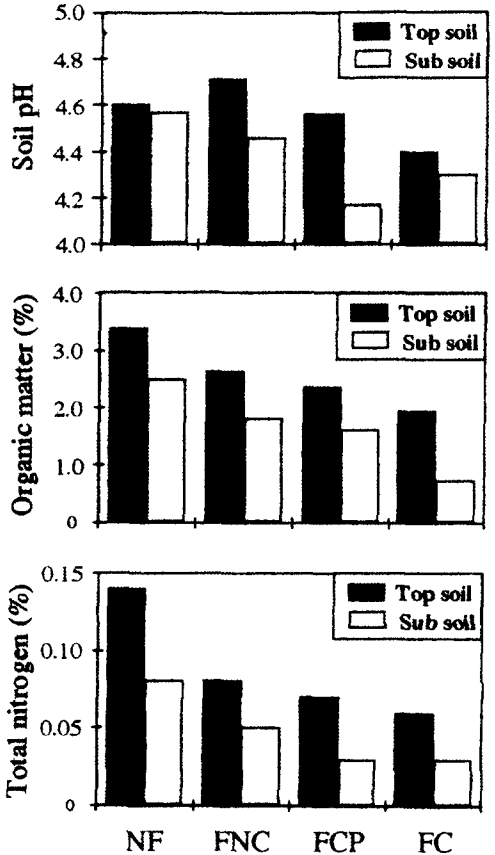 Soil pH
5.0
4.8
4.6
4.4
4.2
4.0
Top soil
Sub soil
Organic matter (%)
4.0
3.0
2.0
1.0
0
Top soil
Sub soil
Total nitrogen (%)
0.15
0.10
0.05
0
Top soil
Sub soil
NF FNC FCP FC